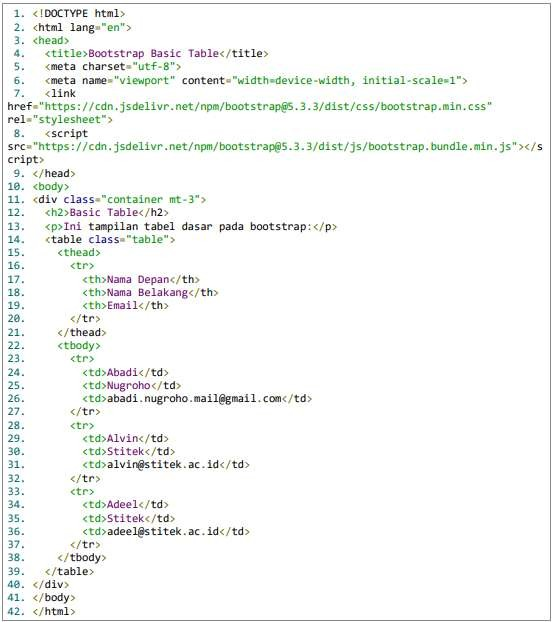 1. <!DOCTYPE html>
2. <html lang="en">
3. <head>
4. <title>Bootstrap Basic Table</title>
5. <meta charset="utf-8">
6. <meta name="viewport" content="width=device-width, initial-scale=1">
7. <link
href="https://cdn.jsdelivr.net/npm/bootstrap@5.3.3/dist/css/bootstrap.min.css"
rel="stylesheet">
8. <script
src="https://cdn.jsdelivr.net/npm/bootstrap@5.3.3/dist/js/bootstrap.bundle.min.js"></s
cript>
9. </head>
10. <body>
11. <div class="container mt-3">
12. <h2>Basic Table</h2>
13. <p>Ini tampilan tabel dasar pada bootstrap:</p>
14. <table class="table">
15. <thead>
16. <tr>
17. <th>Nama Depan</th>
18. <th>Nama Belakang</th>
19. <th>Email</th>
20. </tr>
21. </thead>
22. <tbody>
23. <tr>
24. <td>Abadi</td>
25. <td>Nugroho</td>
26. <td>abadi.nugroho.mail@gmail.com</td>
27. </tr>
28. <tr>
29. <td>Alvin</td>
30. <td>Stitek</td>
31. <td>alvin@stitek.ac.id</td>
32. </tr>
33. <tr>
34. <td>Adeel</td>
35. <td>Stitek</td>
36. <td>adeel@stitek.ac.id</td>
37. </tr>
38. </tbody>
39. </table>
40. </div>
41. </body>
42. </html>